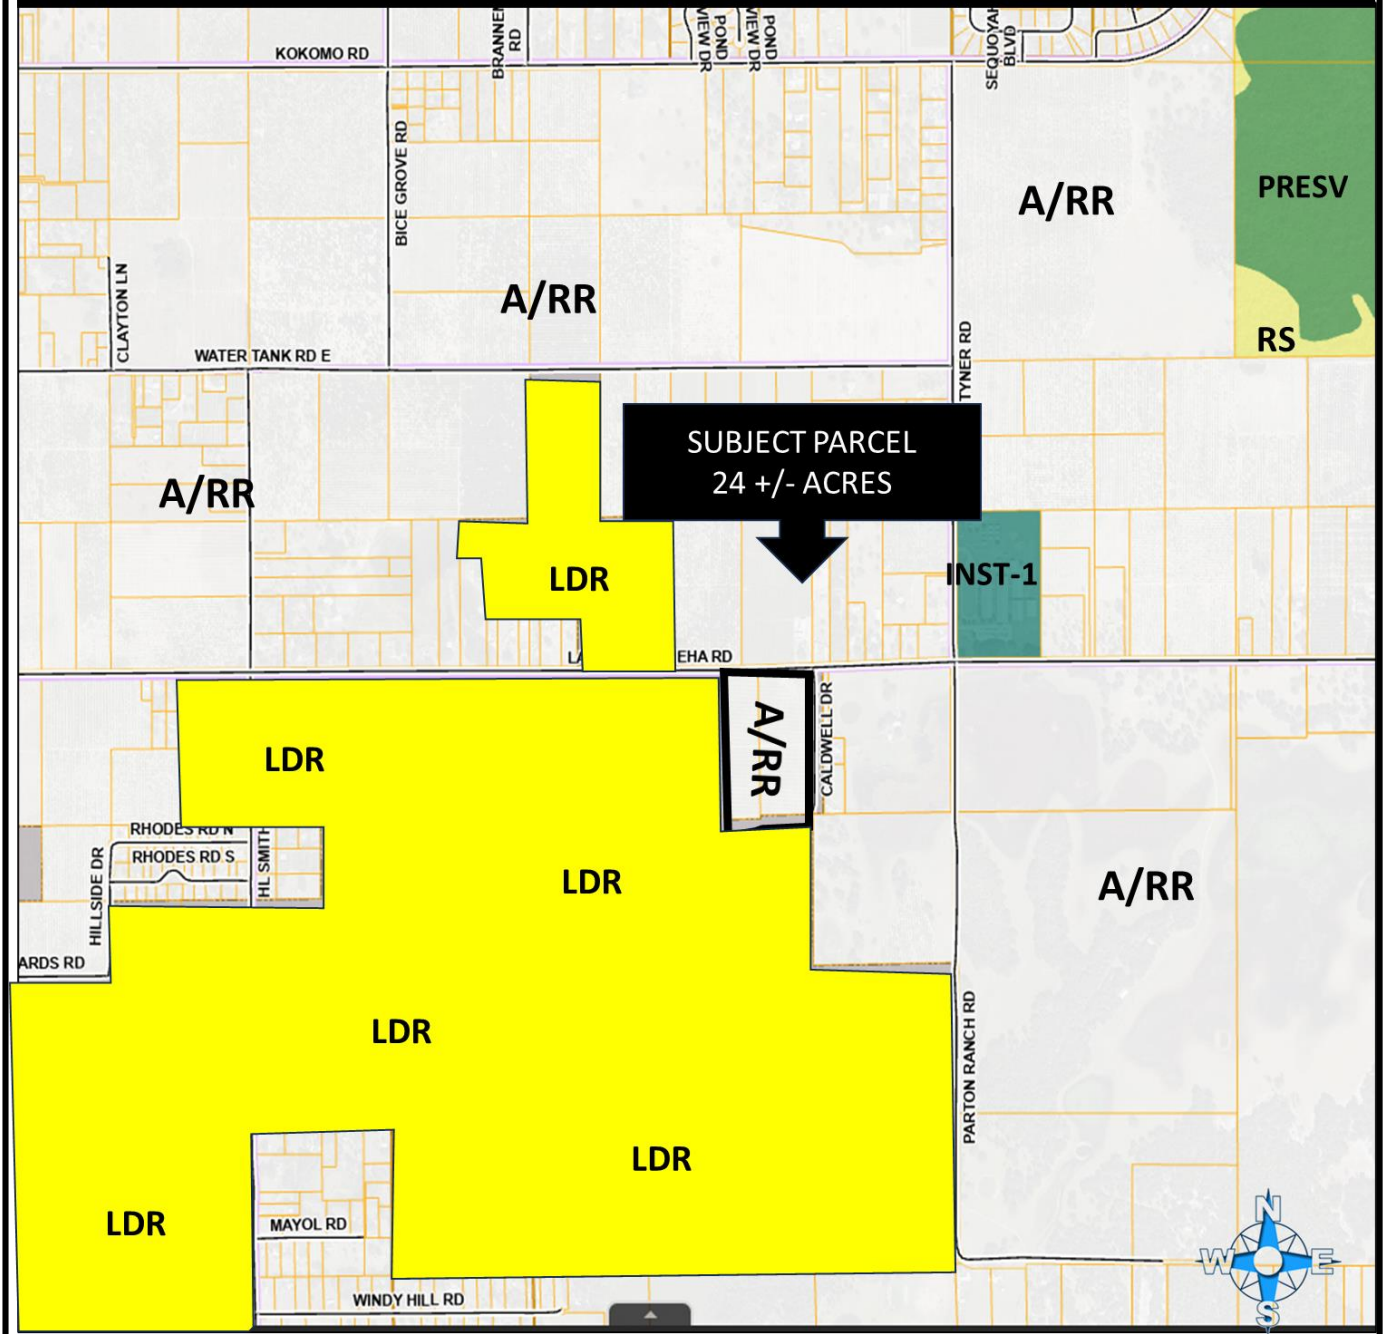 KOKOMO RD
BRANNEN
RD
VIEW DR
POND
VIEW DR
POND
SEQUOYAH
BLVD
BICE GROVE RD
A/RR
PRESV
CLAYTON LN
A/RR
WATER TANK RD E
TYNER RD
RS
SUBJECT PARCEL
24 +/- ACRES
A/RR
LDR
INST-1
EHA RD
A/RR
CALDWELL DR
LDR
RHODES RD N
RHODES RD S
HL SMITH
HILLSIDE DR
LDR
A/RR
ARDS RD
LDR
PARTON RANCH RD
LDR
LDR
MAYOL RD
WINDY HILL RD
N
W
E
S